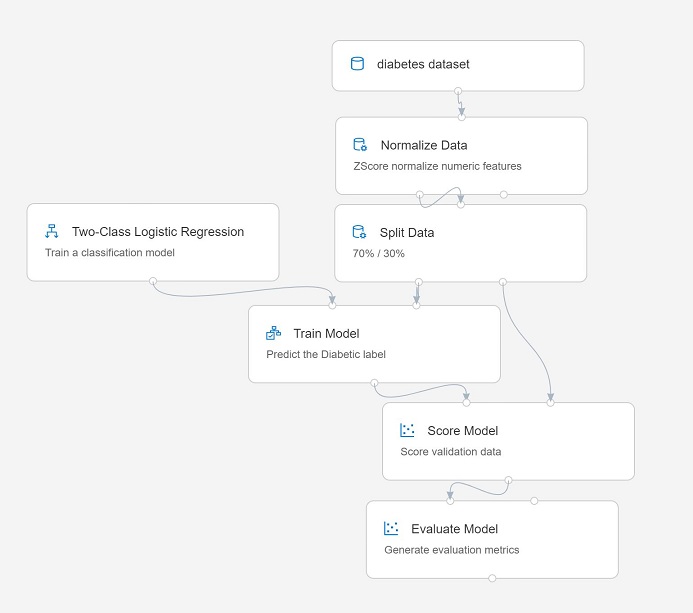 diabetes dataset
Normalize Data
ZScore normalize numeric features
Two-Class Logistic Regression
Train a classification model
Split Data
70% / 30%
Train Model
Predict the Diabetic label
Score Model
Score validation data
Evaluate Model
Generate evaluation metrics